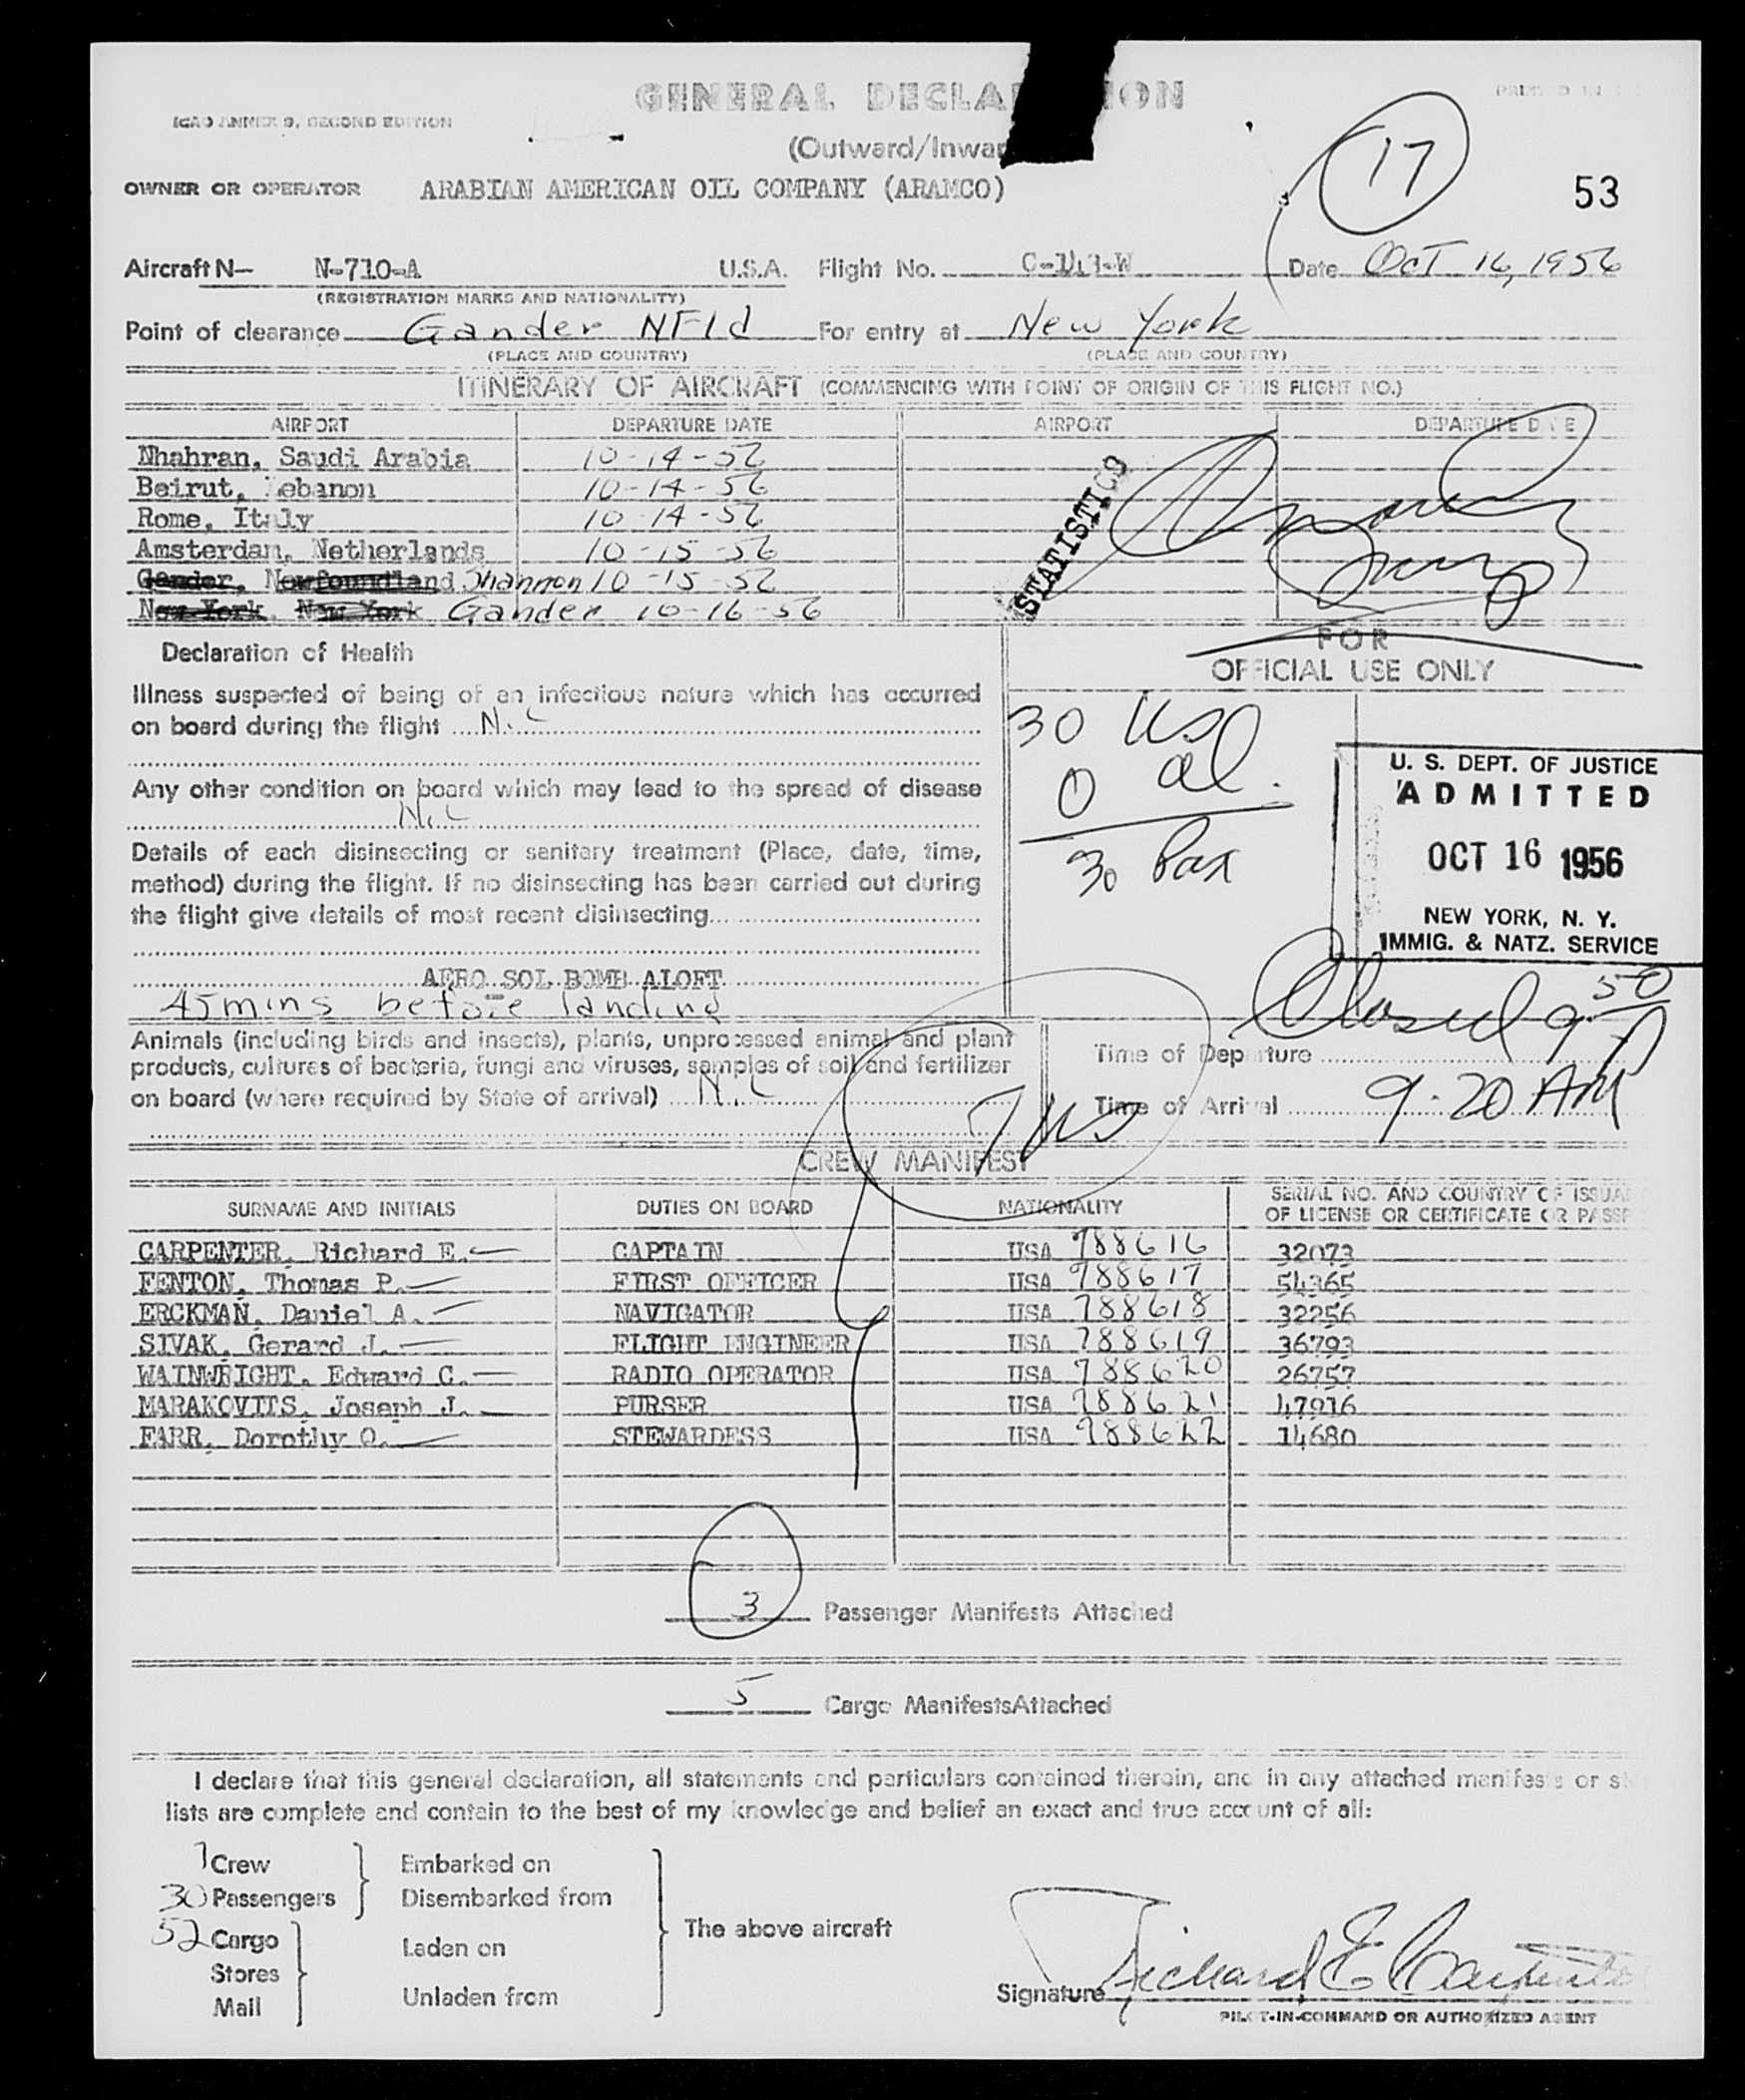 GENERAL DECLA ION
PRINTED IN
ICAO ANNEX 9, SECOND EDITION
(Outward/Inwar
17
53
OWNER OR OPERATOR ARABIAN AMERICAN OIL COMPANY (ARAMCO)
Aircraft N— N-710-A U.S.A. Flight No. Date Oct 16, 1956
(REGISTRATION MARKS AND NATIONALITY)
Point of clearance Gander NFld For entry at New York
(PLACE AND COUNTRY) (PLACE AND COUNTRY)
ITINERARY OF AIRCRAFT (COMMENCING WITH POINT OF ORIGIN OF THIS FLIGHT NO.)
AIRPORT DEPARTURE DATE AIRPORT DEPARTURE DATE
Dhahran, Saudi Arabia 10-14-56
Beirut, Lebanon 10-14-56
Rome, Italy 10-14-56
Amsterdam, Netherlands 10-15-56
Gander, Newfoundland Shannon 10-15-56
New York, New York Gander 10-16-56
STATISTICS
Declaration of Health
FOR
OFFICIAL USE ONLY
Illness suspected of being of an infectious nature which has occurred
on board during the flight Nil
Any other condition on board which may lead to the spread of disease
Nil
Details of each disinsecting or sanitary treatment (Place, date, time,
method) during the flight. If no disinsecting has been carried out during
the flight give details of most recent disinsecting
AERO SOL BOMB ALOFT
45 mins before landing
30 USC
0 al.
30 Pax
U. S. DEPT. OF JUSTICE
ADMITTED
OCT 16 1956
NEW YORK, N. Y.
IMMIG. & NATZ. SERVICE
Closed 9.50
Animals (including birds and insects), plants, unprocessed animal and plant
products, cultures of bacteria, fungi and viruses, samples of soil and fertilizer
on board (where required by State of arrival) Nil
Time of Departure
Time of Arrival 9.20 AM
CREW MANIFEST
SURNAME AND INITIALS DUTIES ON BOARD NATIONALITY SERIAL NO. AND COUNTRY OF ISSUA
OF LICENSE OR CERTIFICATE OR PASSP
CARPENTER, Richard E. CAPTAIN USA 788616 32073
FENTON, Thomas P. FIRST OFFICER USA 788617 54365
ERCKMAN, Daniel A. NAVIGATOR USA 788618 32256
SIVAK, Gerard J. FLIGHT ENGINEER USA 788619 36793
WAINWRIGHT, Edward C. RADIO OPERATOR USA 788620 26757
MARAKOVITS, Joseph J. PURSER USA 788621 47916
FARR, Dorothy O. STEWARDESS USA 788622 14680
3 Passenger Manifests Attached
5 Cargo Manifests Attached
I declare that this general declaration, all statements and particulars contained therein, and in any attached manifests or s
lists are complete and contain to the best of my knowledge and belief an exact and true account of all:
7 Crew
30 Passengers
52 Cargo
Stores
Mail
Embarked on
Disembarked from
Laden on
Unladen from
The above aircraft
Signature Richard E Carpenter
PILOT-IN-COMMAND OR AUTHORIZED AGENT